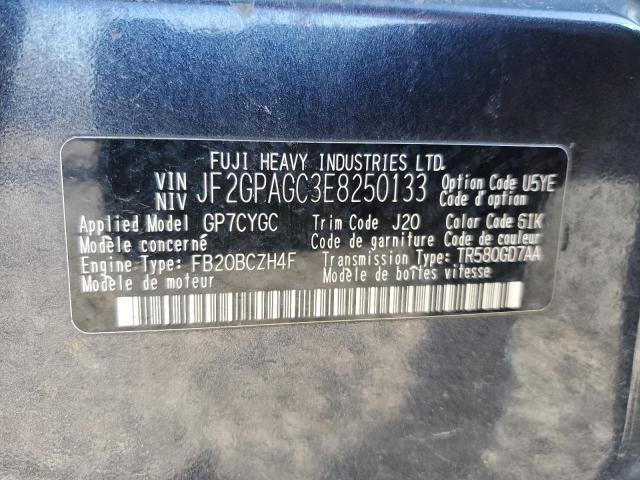 FUJI HEAVY INDUSTRIES LTD.
VIN NIV JF2GPAGC3E8250133 Option Code U5YE
Code d'option
Applied Model GP7CYGC Trim Code J20 Color Code 61K
Modèle concerné Code de garniture Code de couleur
Engine Type: FB20BCZH4F Transmission Type: TR580GD7AA
Modèle de moteur Modèle de boîtes vitesse